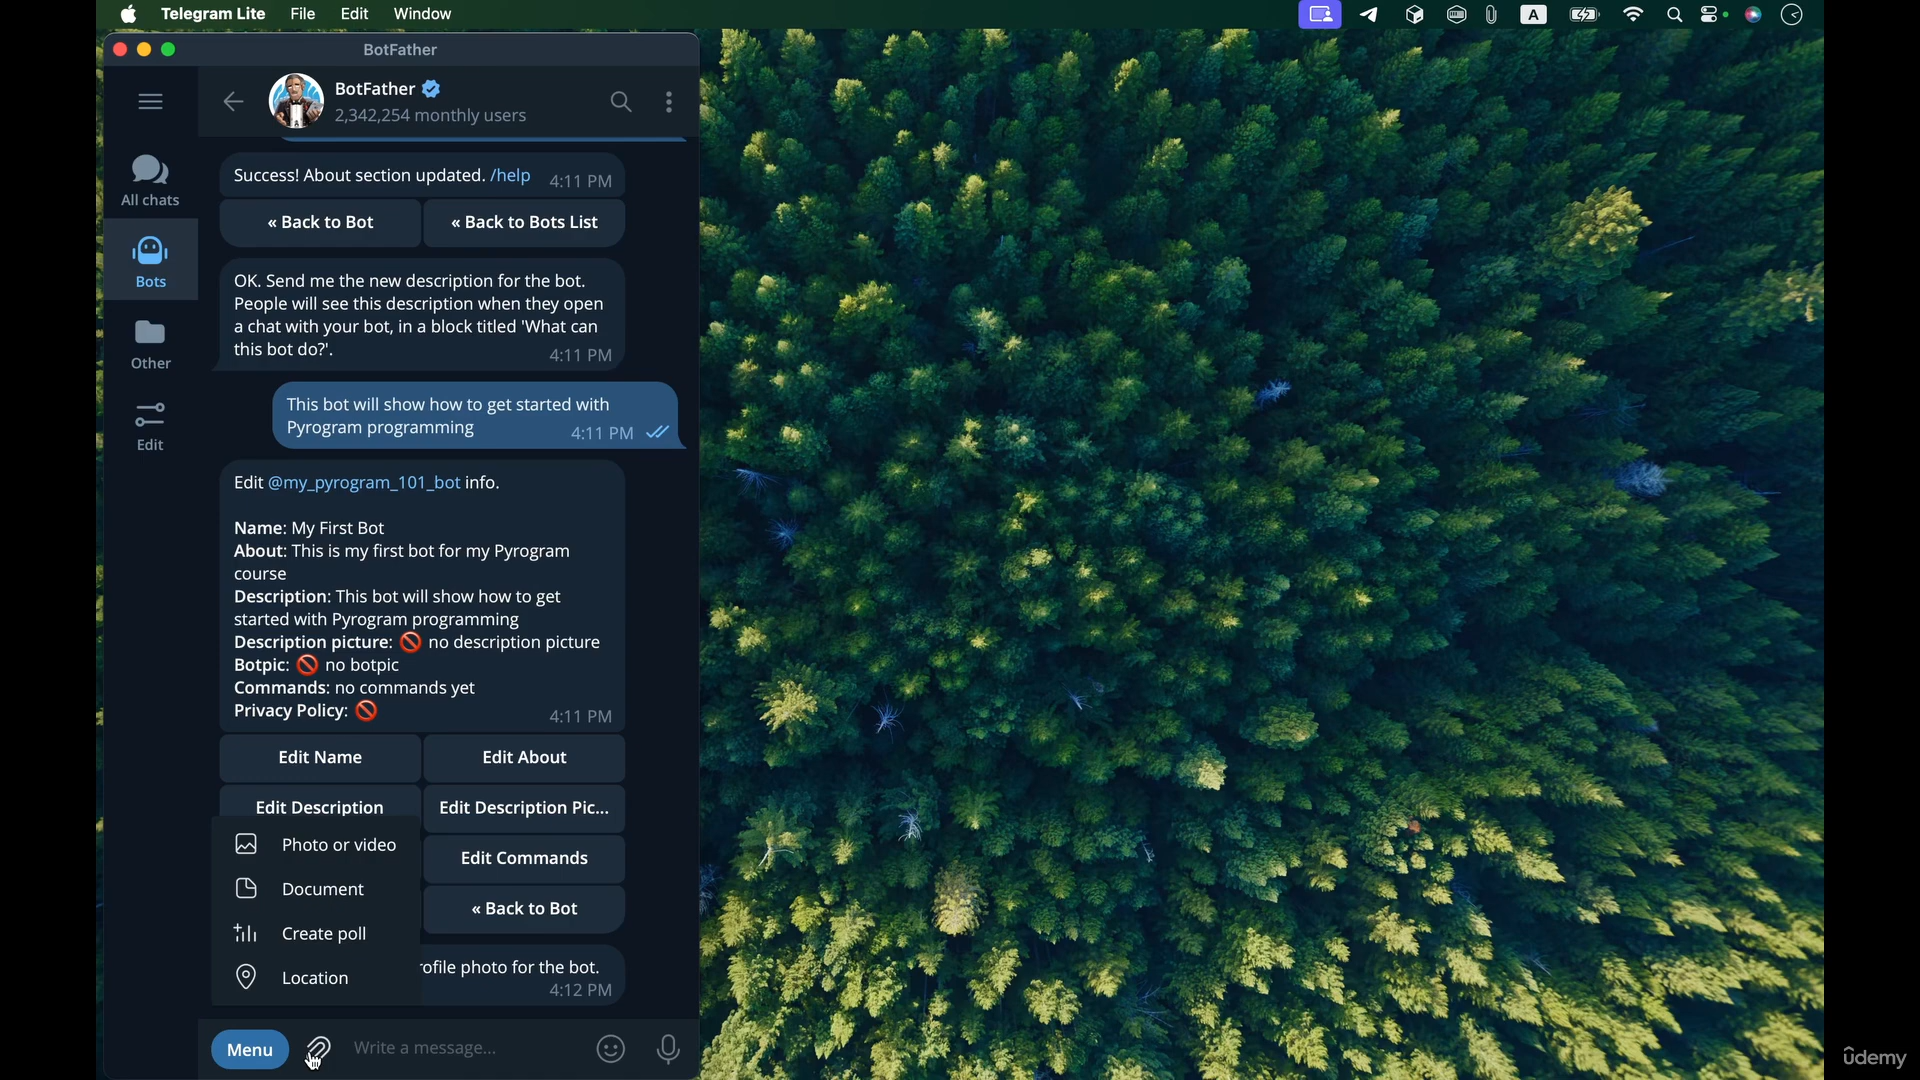 Telegram Lite File Edit Window
A
BotFather
BotFather
2,342,254 monthly users
All chats
Bots
Other
Edit
Success! About section updated. /help 4:11 PM
« Back to Bot « Back to Bots List
OK. Send me the new description for the bot.
People will see this description when they open
a chat with your bot, in a block titled 'What can
this bot do?'. 4:11 PM
This bot will show how to get started with
Pyrogram programming 4:11 PM
Edit @my_pyrogram_101_bot info.
Name: My First Bot
About: This is my first bot for my Pyrogram
course
Description: This bot will show how to get
started with Pyrogram programming
Description picture: 🚫 no description picture
Botpic: 🚫 no botpic
Commands: no commands yet
Privacy Policy: 🚫 4:11 PM
Edit Name Edit About
Edit Description Edit Description Pic...
Edit Commands
« Back to Bot
Photo or video
Document
Create poll
Location
rofile photo for the bot.
4:12 PM
Menu Write a message...
ûdemy